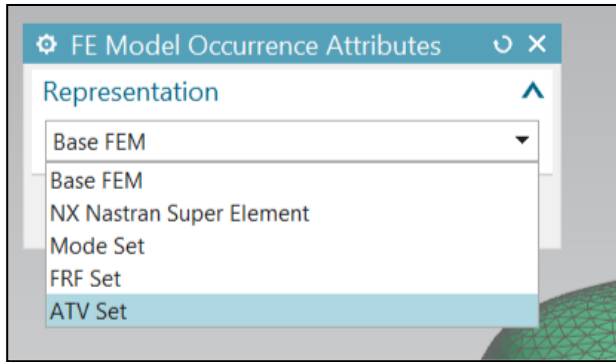 FE Model Occurrence Attributes
Representation
Base FEM
Base FEM
NX Nastran Super Element
Mode Set
FRF Set
ATV Set